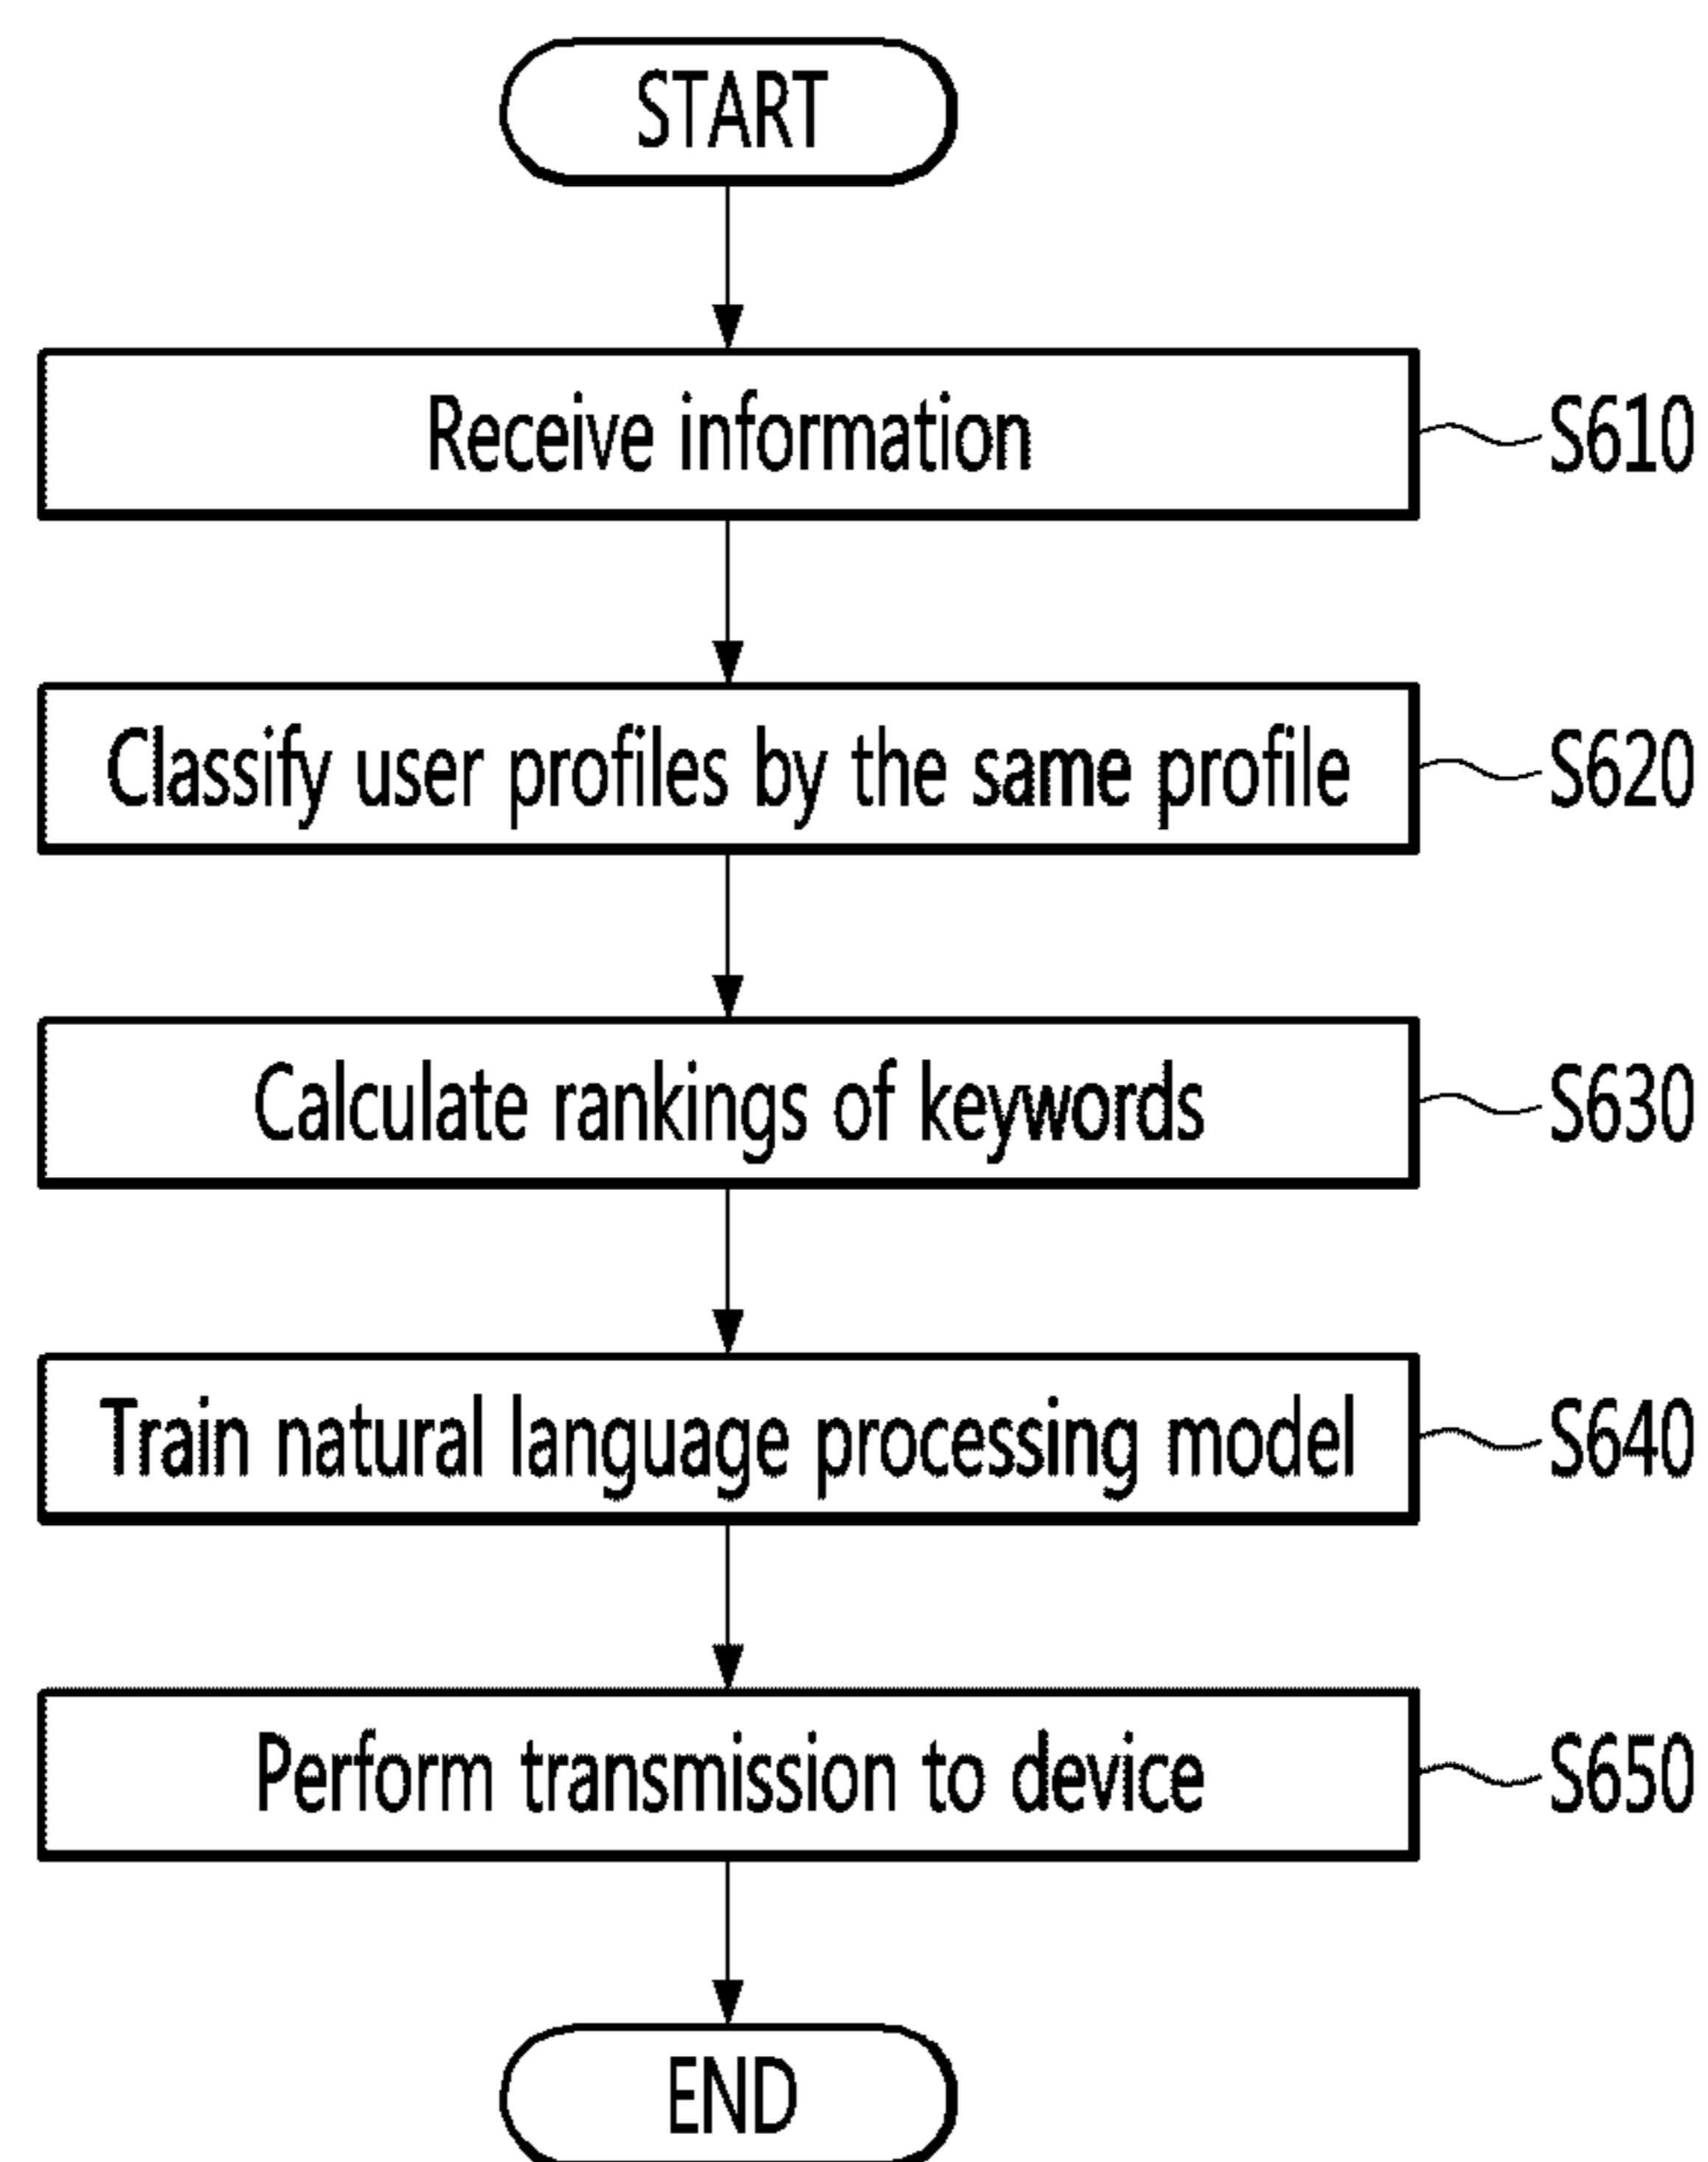 START
Receive information S610
Classify user profiles by the same profile S620
Calculate rankings of keywords S630
Train natural language processing model S640
Perform transmission to device S650
END